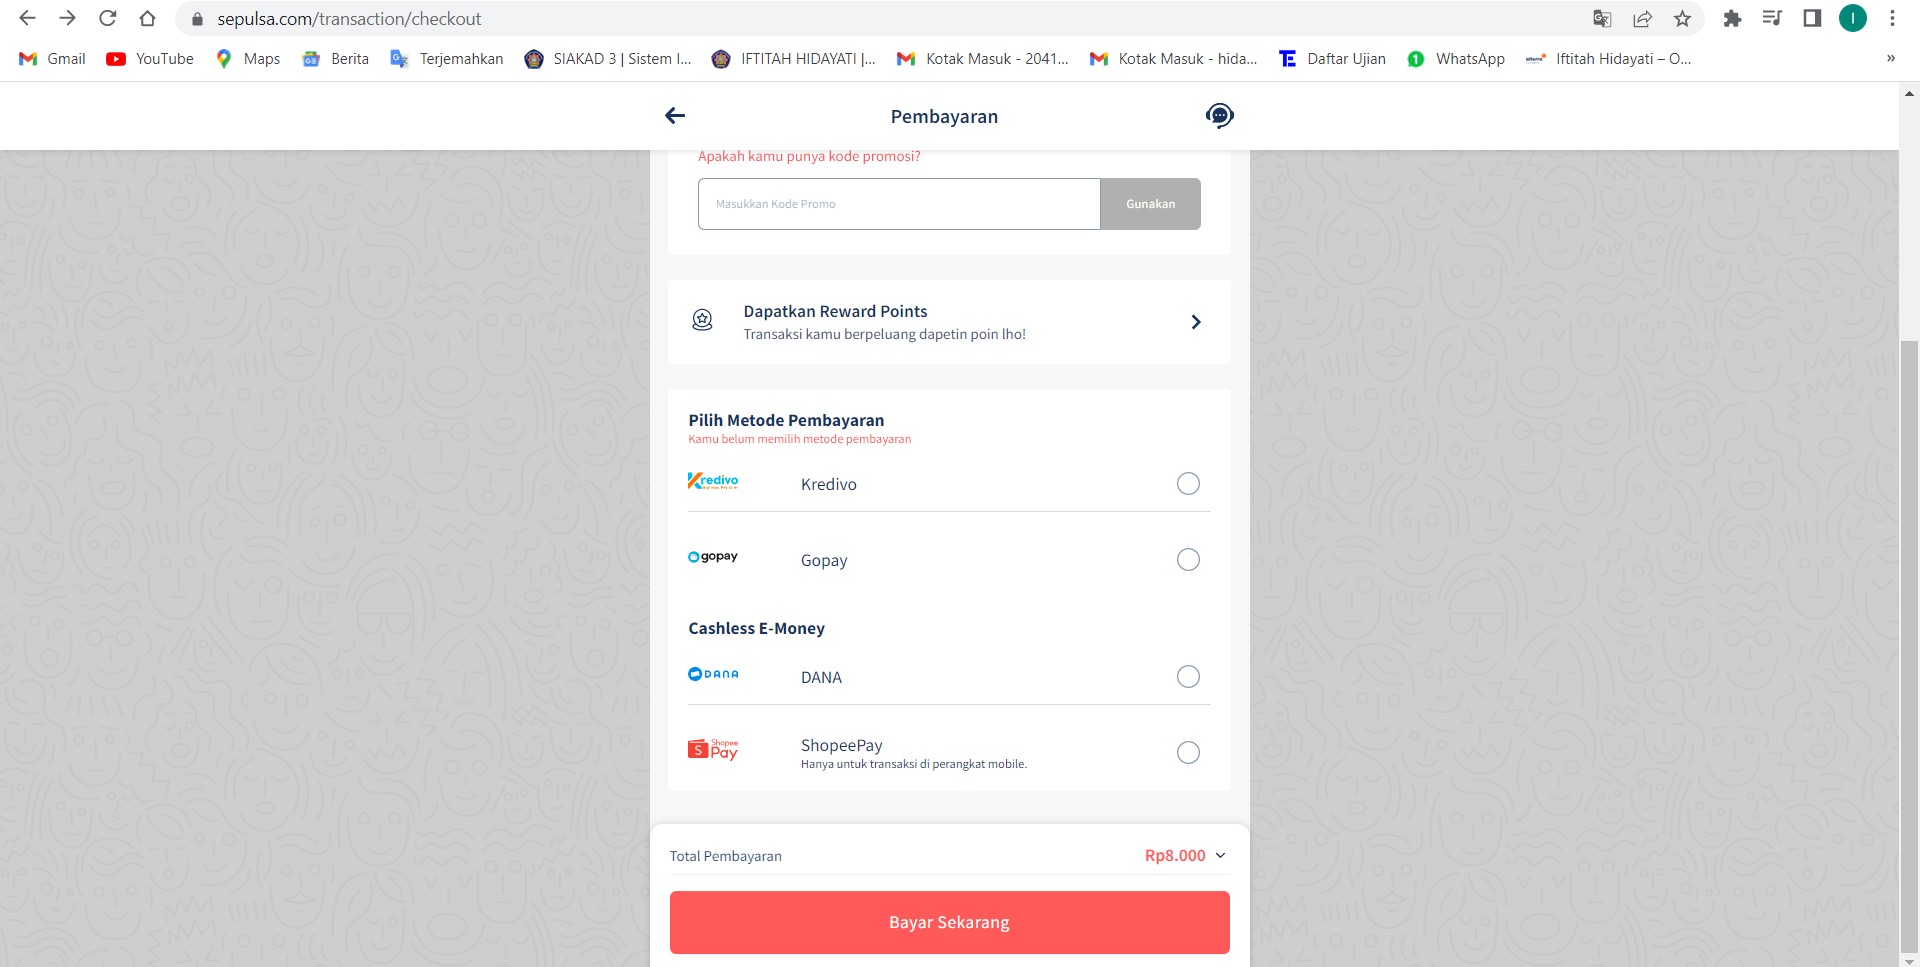 sepulsa.com/transaction/checkout
Gmail YouTube Maps Berita Terjemahkan SIAKAD 3 | Sistem I... IFTITAH HIDAYATI |... Kotak Masuk - 2041... Kotak Masuk - hida... Daftar Ujian WhatsApp Iftitah Hidayati – O... »
Pembayaran
Apakah kamu punya kode promosi?
Masukkan Kode Promo Gunakan
Dapatkan Reward Points
Transaksi kamu berpeluang dapetin poin lho!
Pilih Metode Pembayaran
Kamu belum memilih metode pembayaran
Kredivo Kredivo
gopay Gopay
Cashless E-Money
DANA DANA
Shopee Pay ShopeePay
Hanya untuk transaksi di perangkat mobile.
Total Pembayaran Rp8.000
Bayar Sekarang